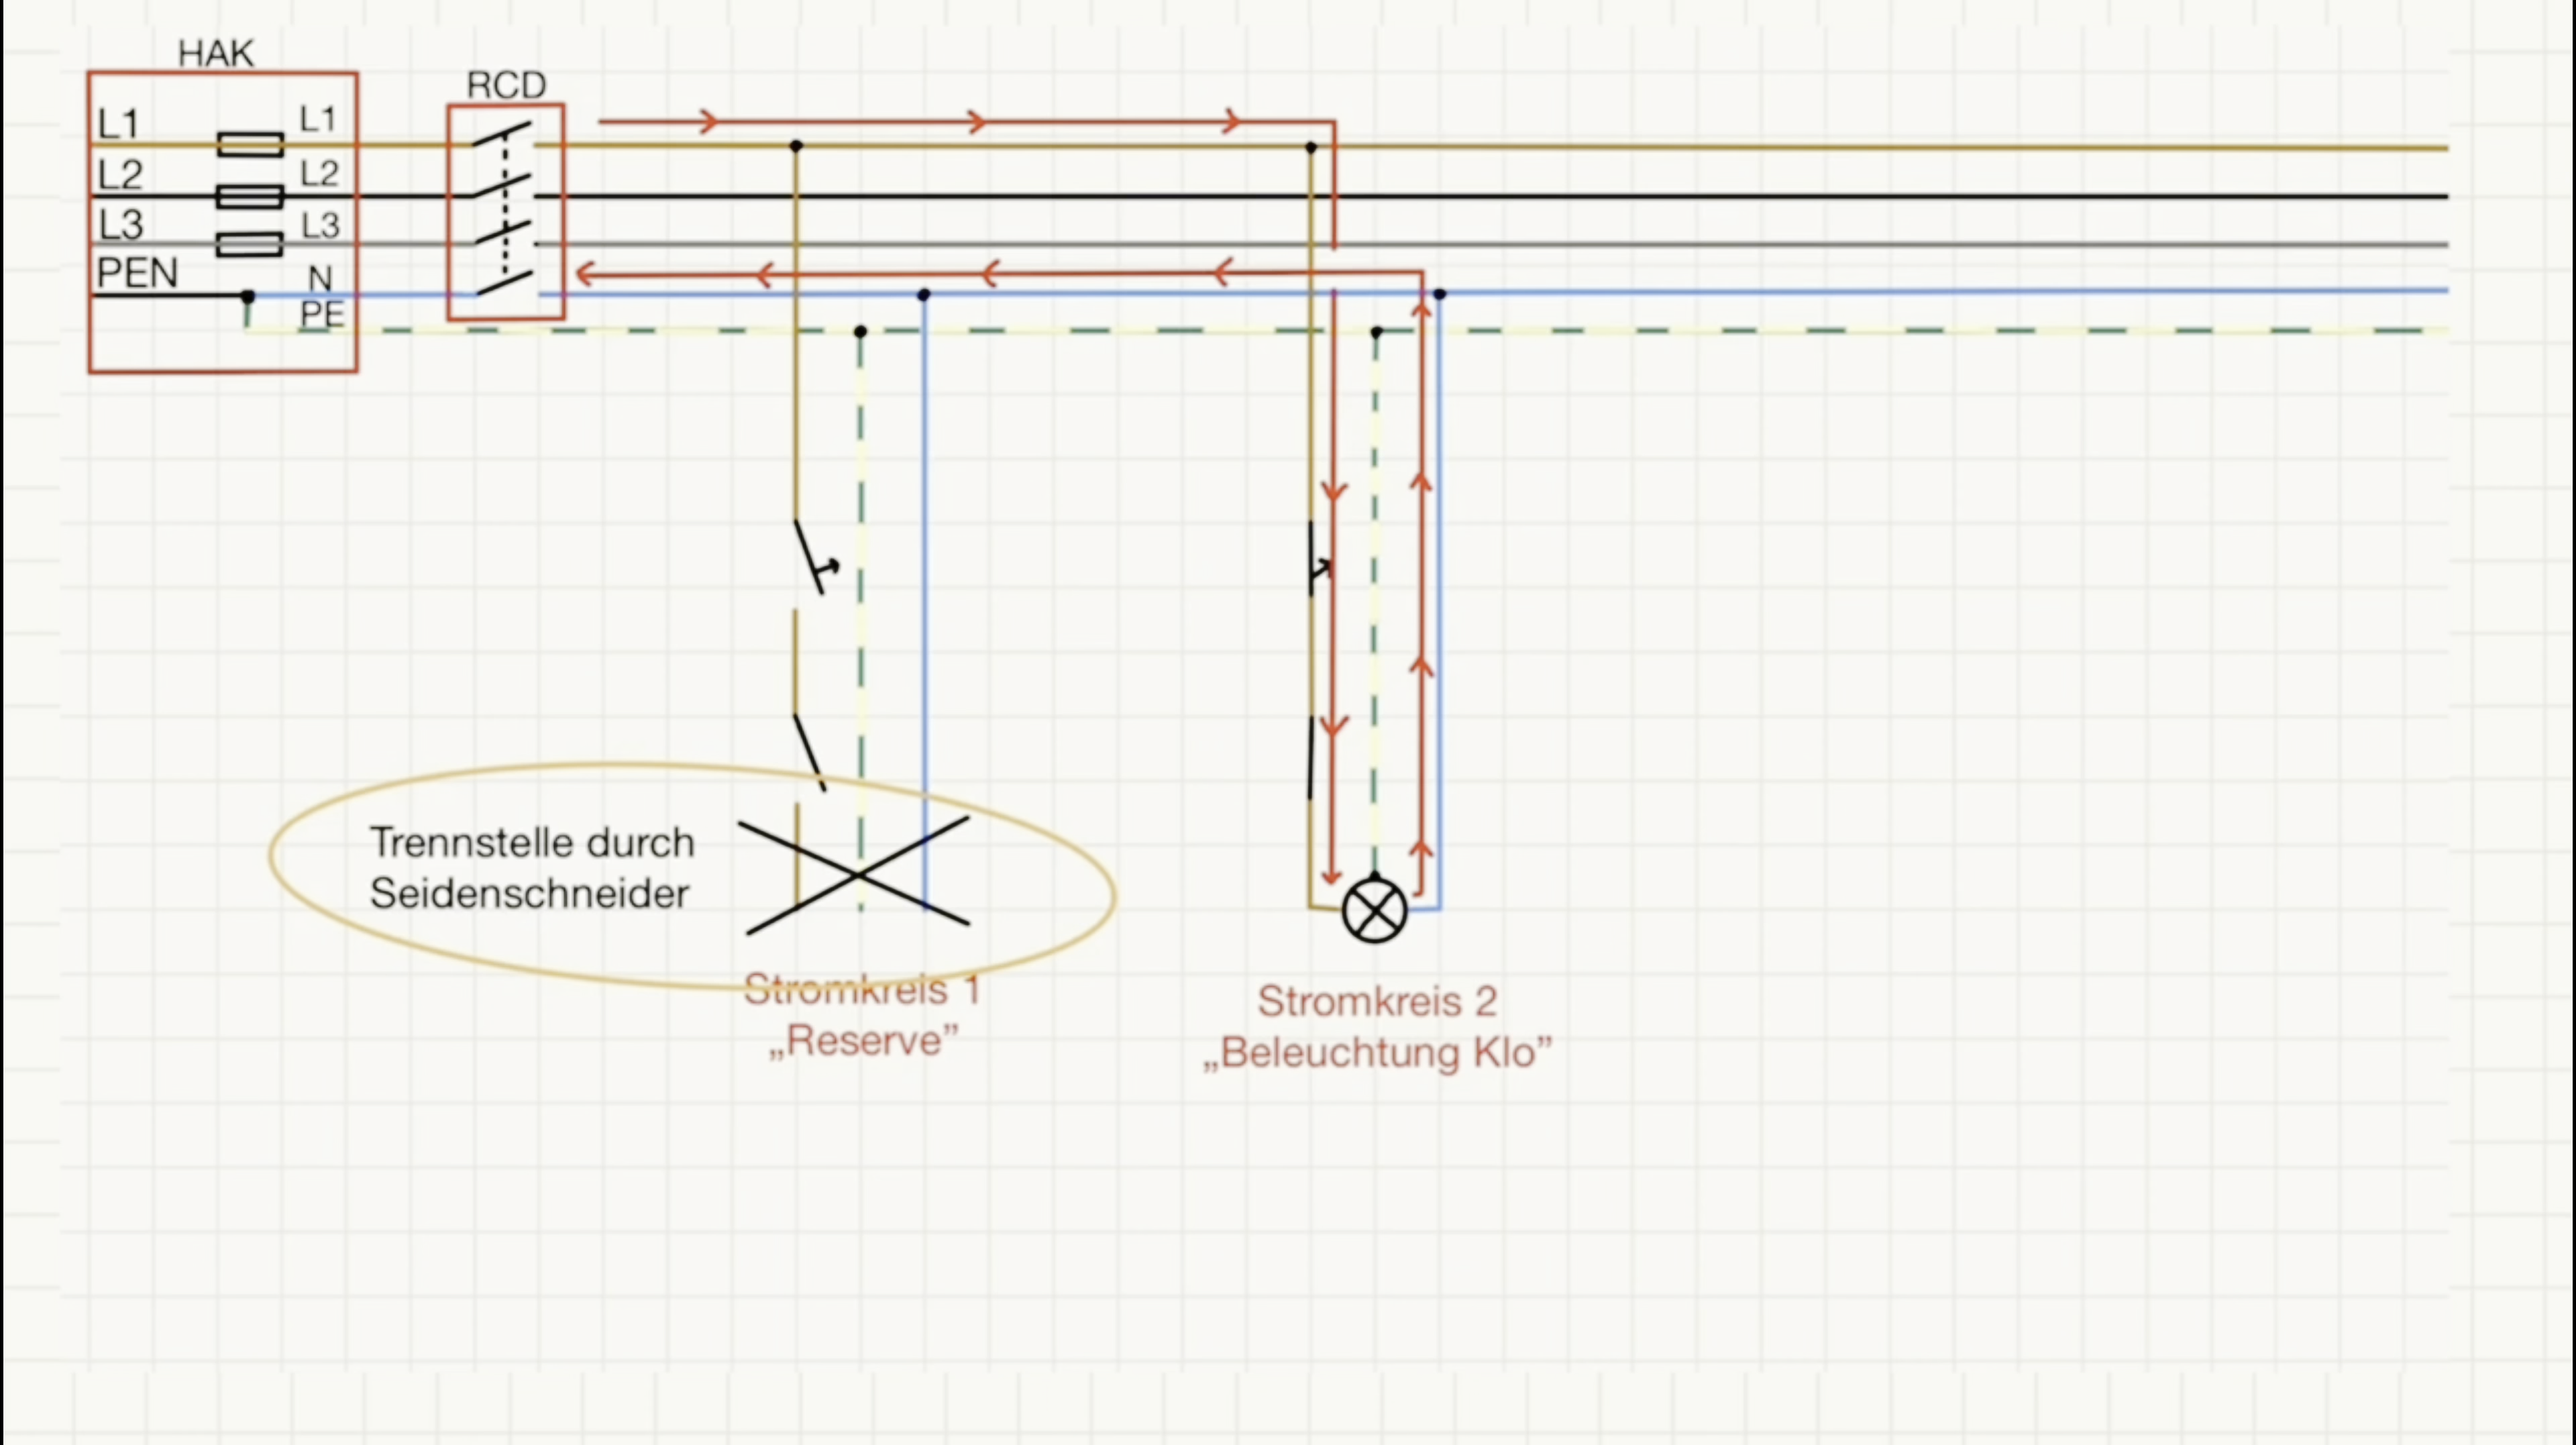 HAK
RCD
L1
L1
L2
L2
L3
L3
PEN
N
PE
Trennstelle durch
Seidenschneider
Stromkreis 1
„Reserve”
Stromkreis 2
„Beleuchtung Klo”